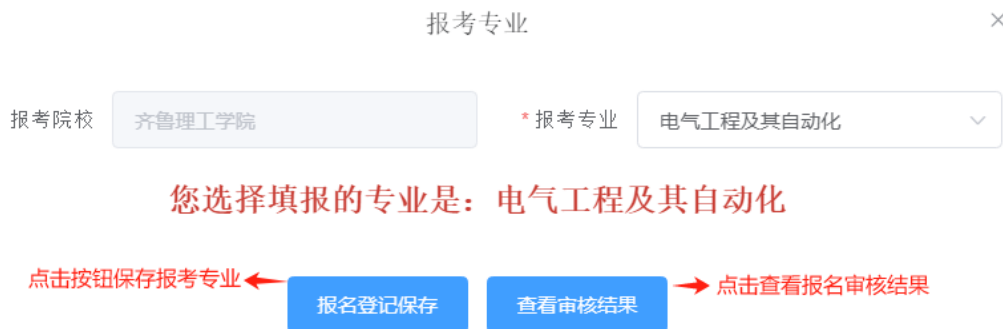 报考专业
报考院校 齐鲁理工学院 *报考专业 电气工程及其自动化
您选择填报的专业是：电气工程及其自动化
点击按钮保存报考专业 报名登记保存 查看审核结果 点击查看报名审核结果